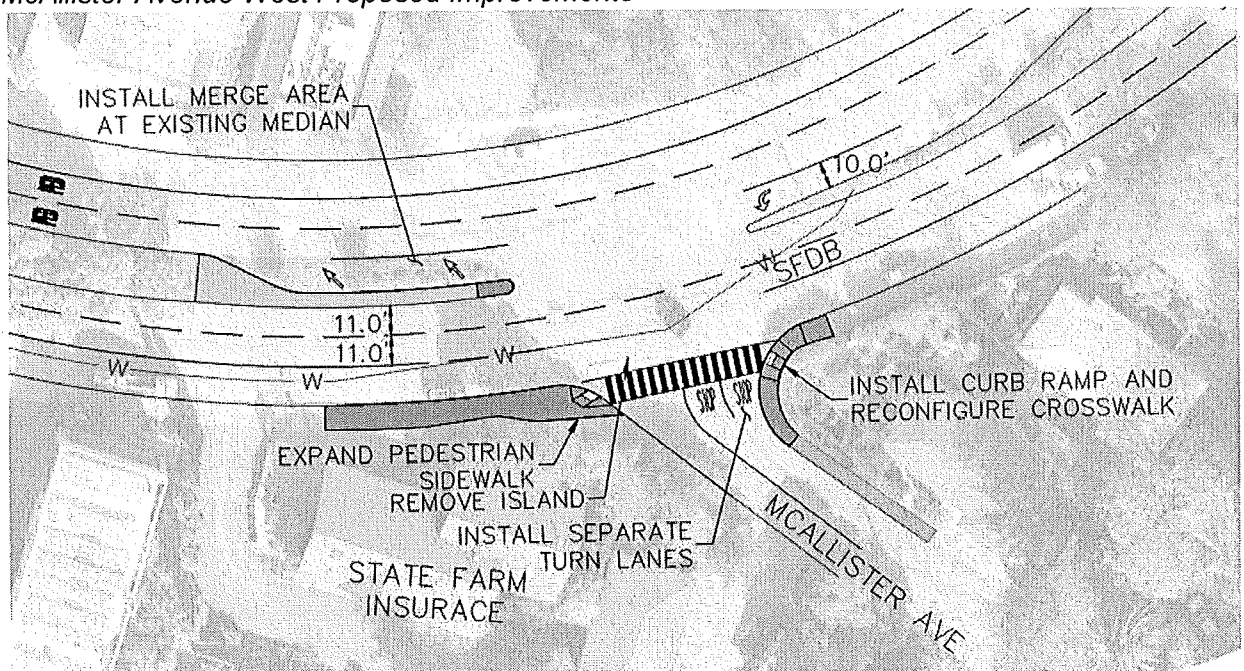 McAllister Avenue West Proposed Improvements
INSTALL MERGE AREA
AT EXISTING MEDIAN
10.0'
SFDB
W
11.0'
11.0'
W
W
W
INSTALL CURB RAMP AND
RECONFIGURE CROSSWALK
EXPAND PEDESTRIAN
SIDEWALK
REMOVE ISLAND
INSTALL SEPARATE
TURN LANES
STATE FARM
INSURACE
MCALLISTER AVE